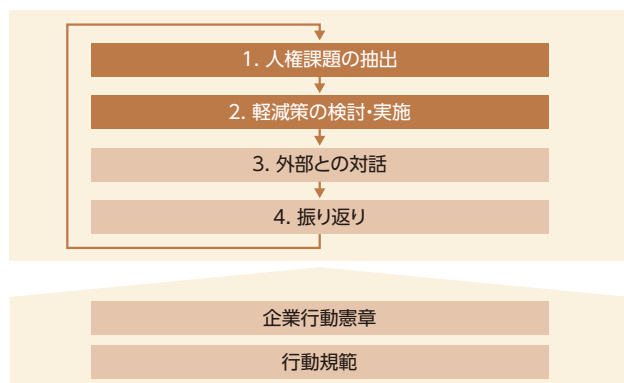 1. 人権課題の抽出
2. 軽減策の検討・実施
3. 外部との対話
4. 振り返り
企業行動憲章
行動規範